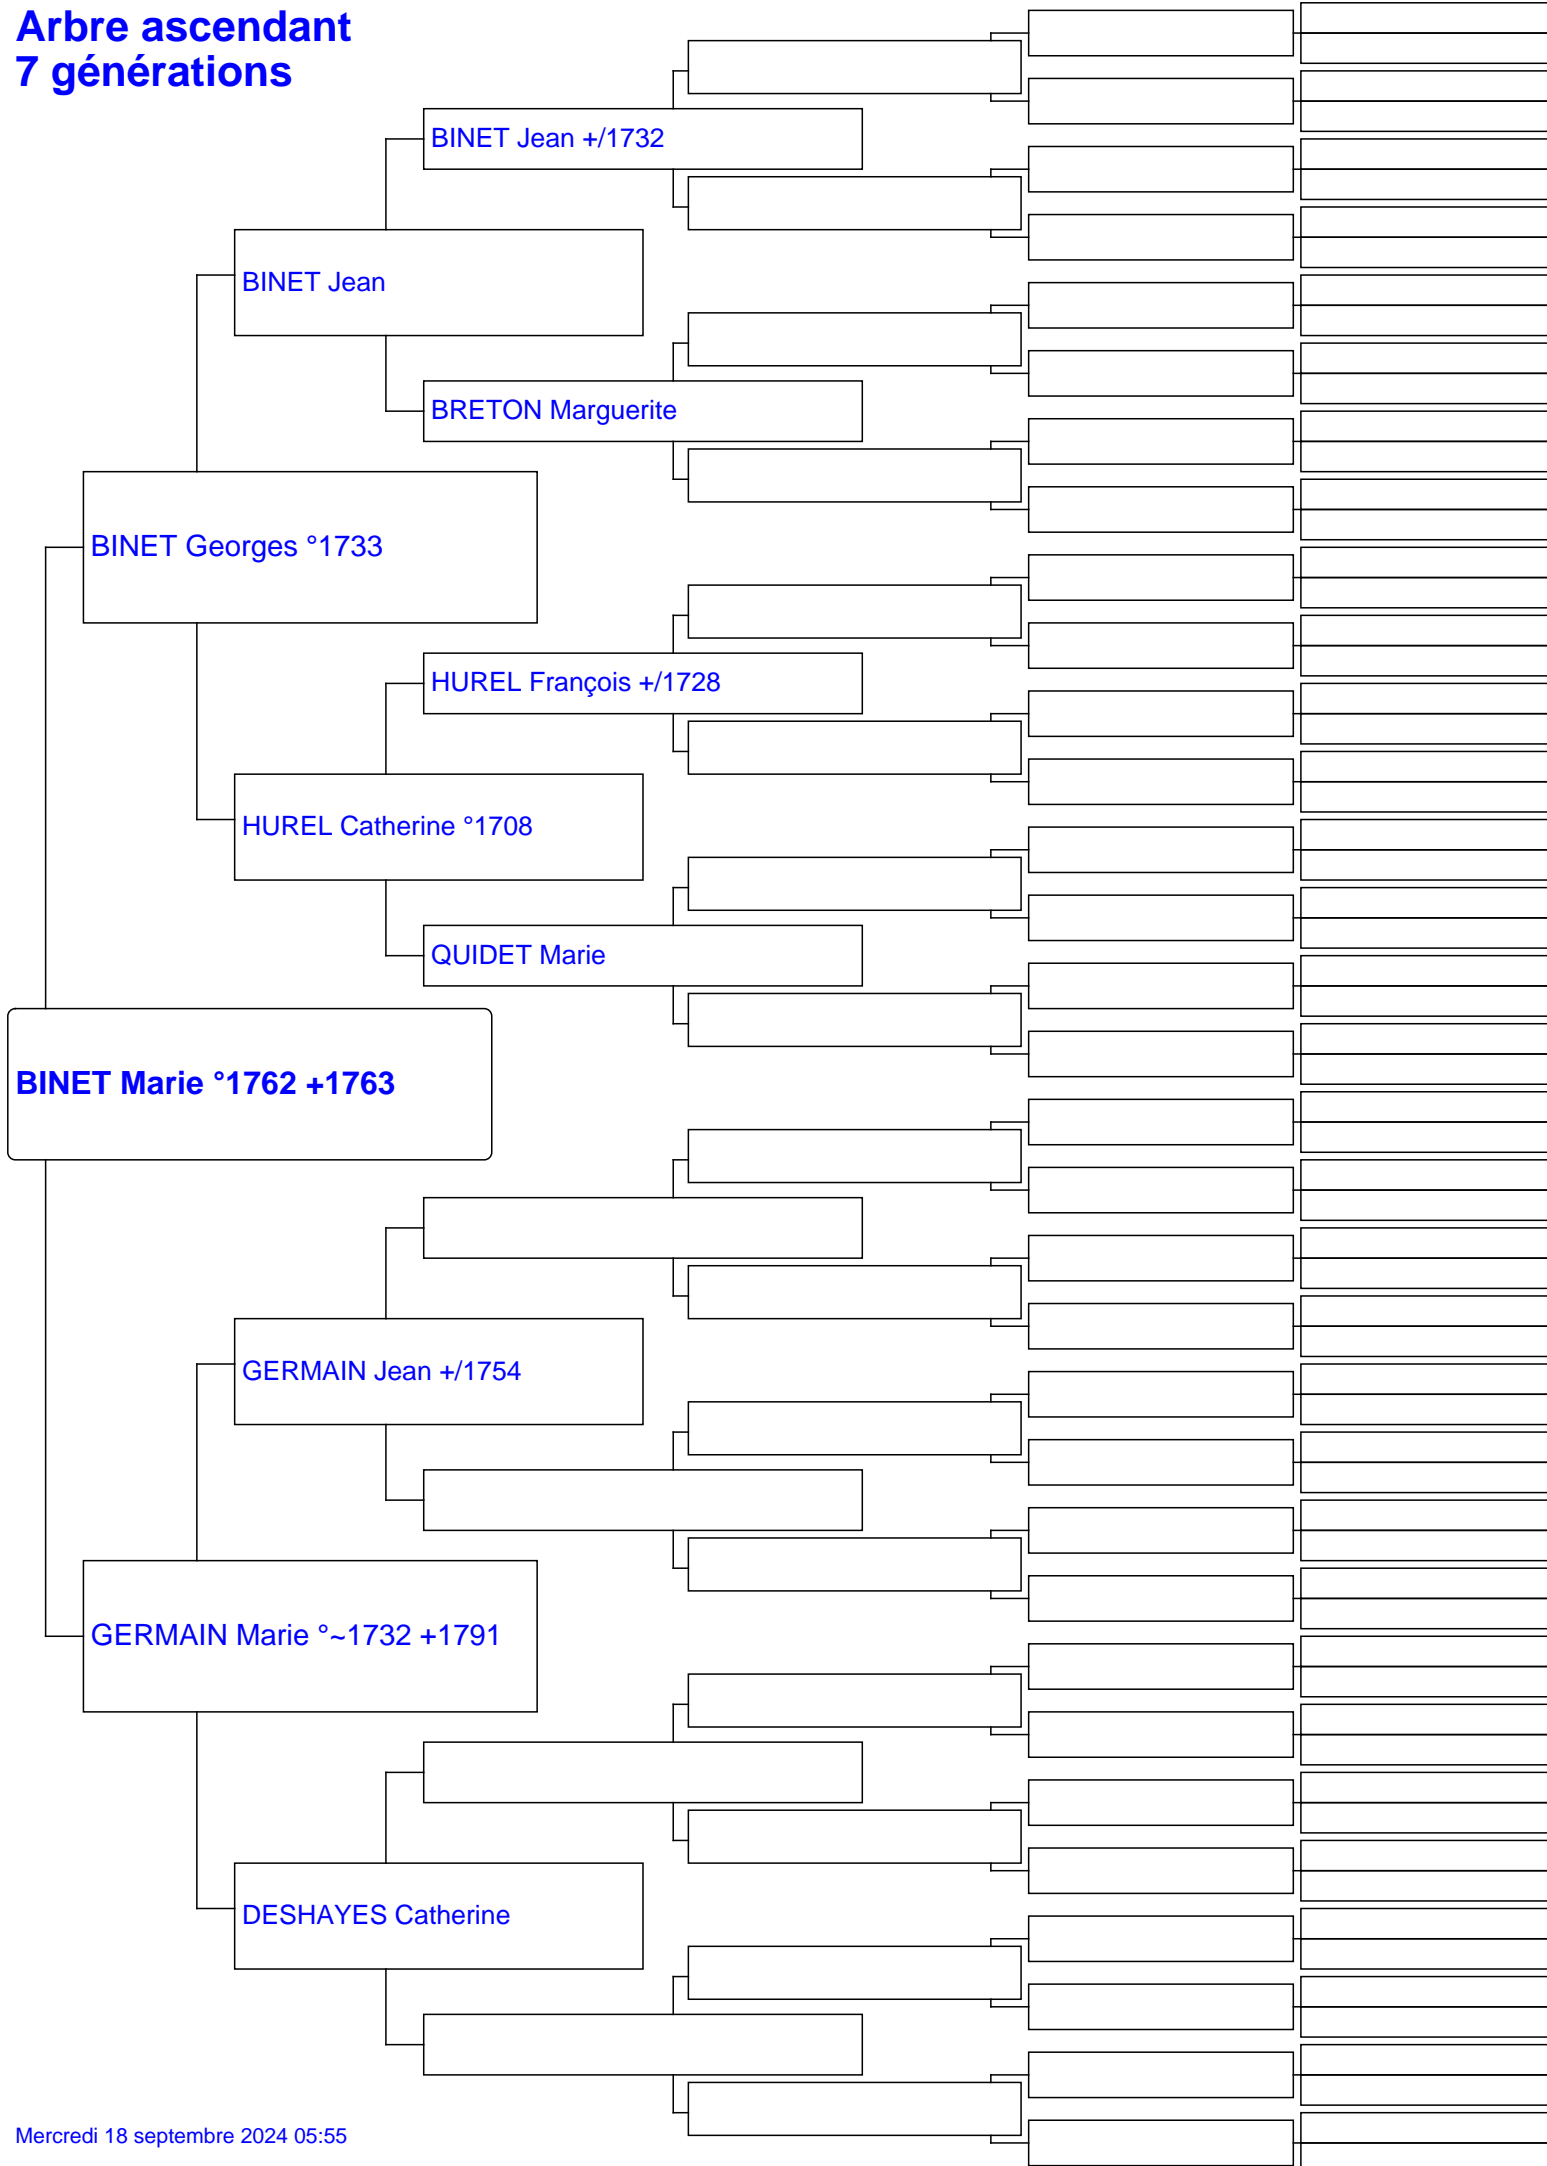 Arbre ascendant
7 générations
BINET Jean +/1732
BINET Jean
BRETON Marguerite
BINET Georges °1733
HUREL François +/1728
HUREL Catherine °1708
QUIDET Marie
BINET Marie °1762 +1763
GERMAIN Jean +/1754
GERMAIN Marie °~1732 +1791
DESHAYES Catherine
Mercredi 18 septembre 2024 05:55